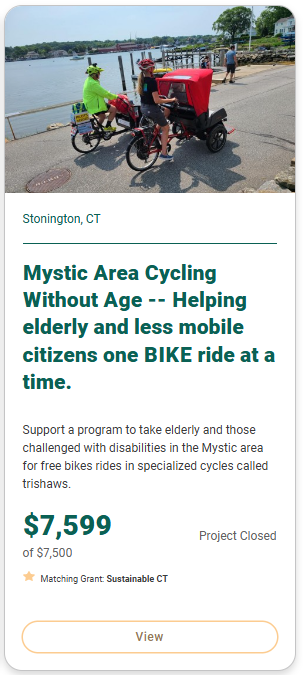 Stonington, CT
Mystic Area Cycling
Without Age -- Helping
elderly and less mobile
citizens one BIKE ride at a
time.
Support a program to take elderly and those
challenged with disabilities in the Mystic area
for free bikes rides in specialized cycles called
trishaws.
$7,599
of $7,500
Project Closed
Matching Grant: Sustainable CT
View